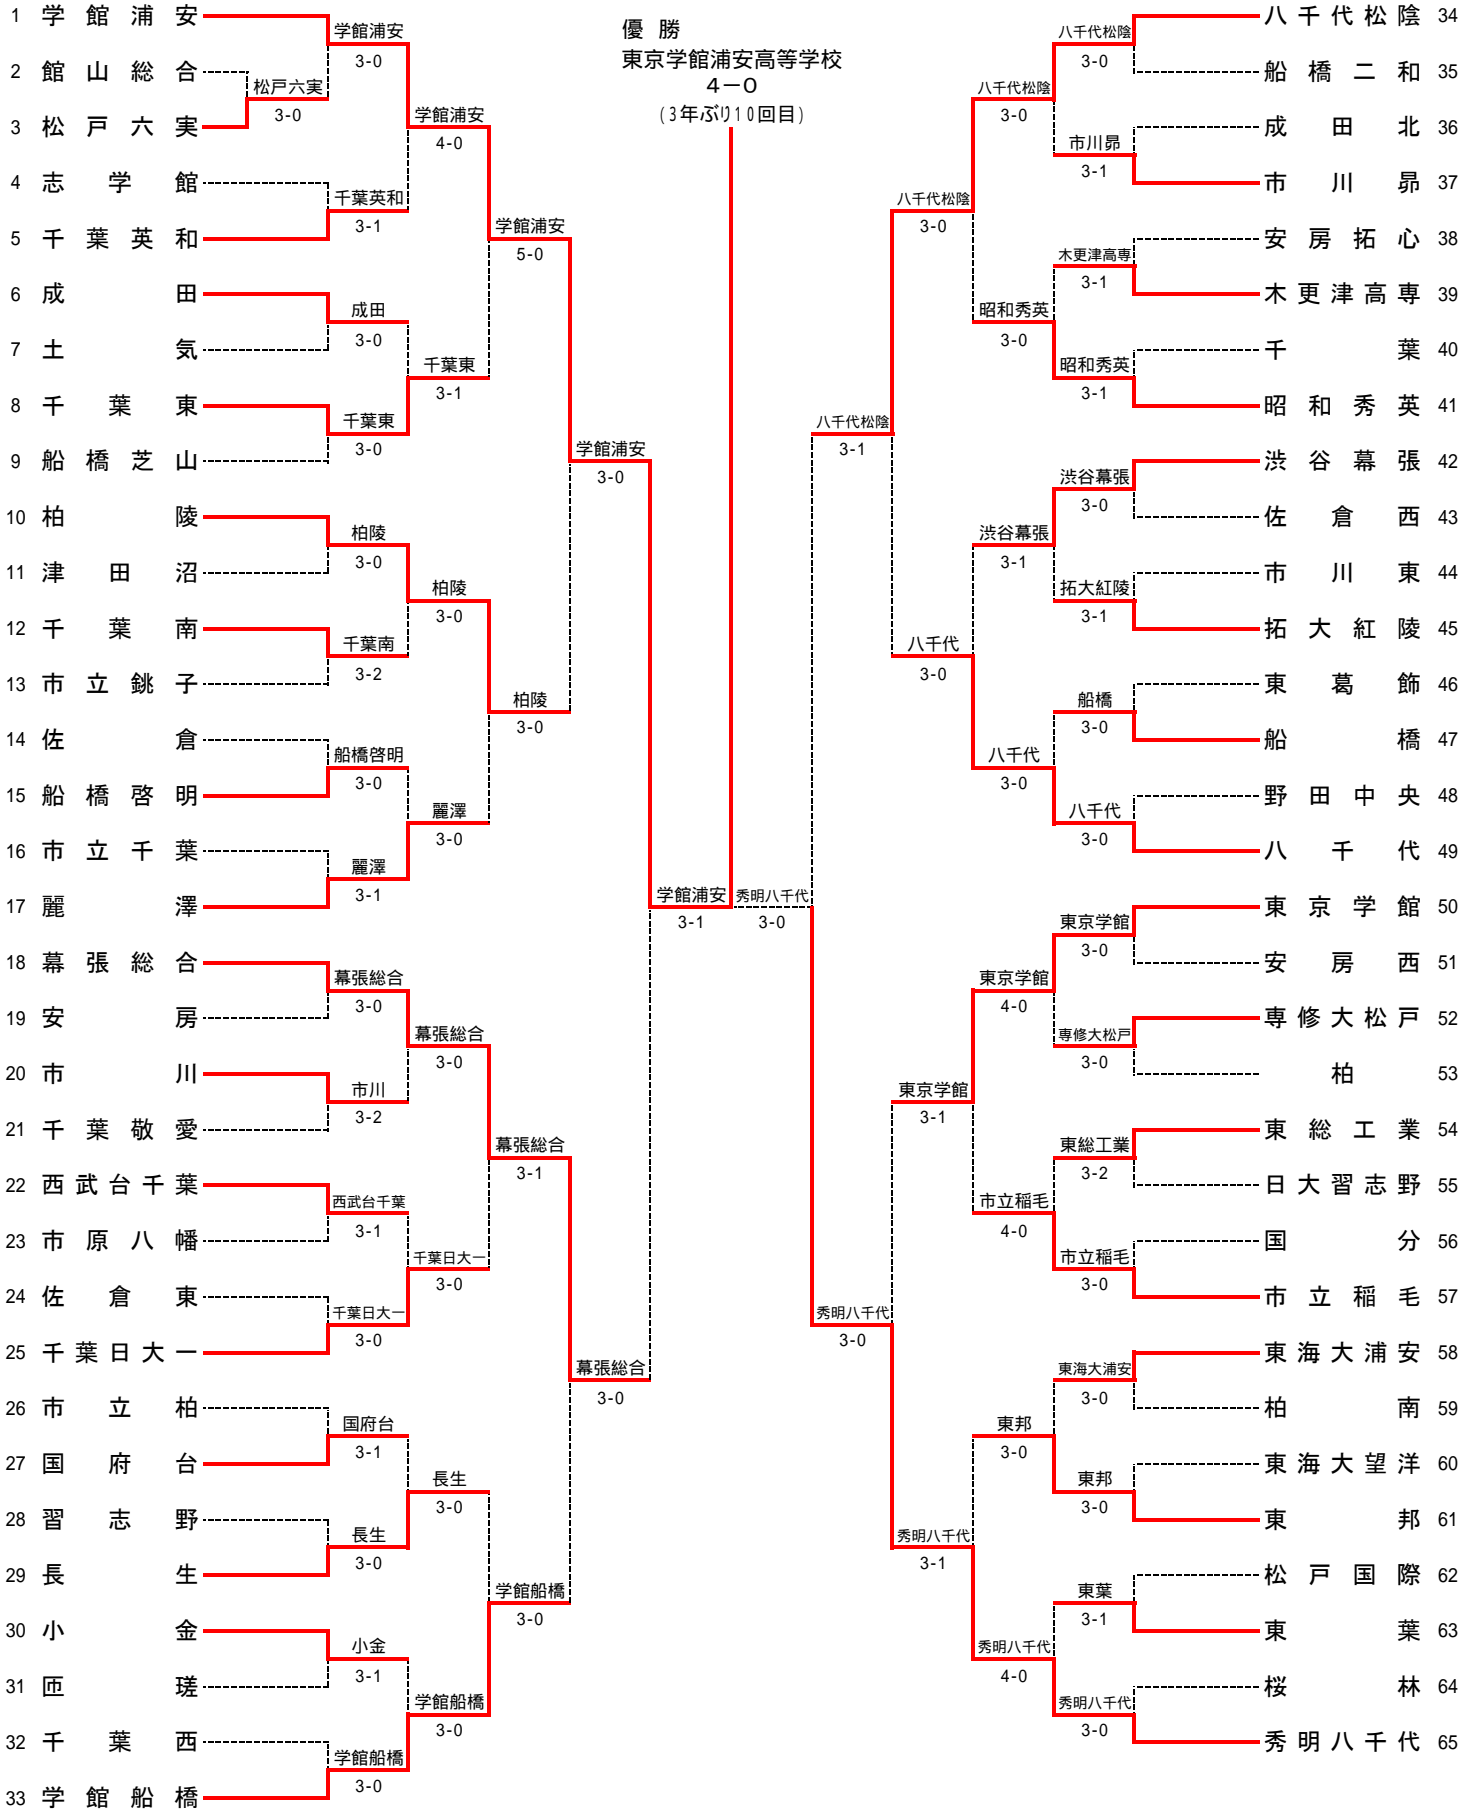 優勝
東京学館浦安高等学校
4－0
(3年ぶり10回目)
1 学館浦安
2 館山総合
3 松戸六実
4 志学館
5 千葉英和
6 成田
7 土気
8 千葉東
9 船橋芝山
10 柏陵
11 津田沼
12 千葉南
13 市立銚子
14 佐倉
15 船橋啓明
16 市立千葉
17 麗澤
18 幕張総合
19 安房
20 市川
21 千葉敬愛
22 西武台千葉
23 市原八幡
24 佐倉東
25 千葉日大一
26 市立柏
27 国府台
28 習志野
29 長生
30 小金
31 匝瑳
32 千葉西
33 学館船橋
松戸六実
3-0
学館浦安
3-0
千葉英和
3-1
成田
3-0
千葉東
3-0
柏陵
3-0
千葉南
3-2
船橋啓明
3-0
麗澤
3-1
幕張総合
3-0
市川
3-2
西武台千葉
3-1
千葉日大一
3-0
国府台
3-1
長生
3-0
小金
3-1
学館船橋
3-0
学館浦安
4-0
千葉東
3-1
柏陵
3-0
麗澤
3-0
幕張総合
3-0
千葉日大一
3-0
長生
3-0
学館船橋
3-0
学館浦安
5-0
柏陵
3-0
幕張総合
3-1
学館船橋
3-0
学館浦安
3-0
幕張総合
3-0
学館浦安
3-1
秀明八千代
3-0
八千代松陰
3-1
秀明八千代
3-0
八千代松陰
3-0
八千代
3-0
東京学館
3-1
秀明八千代
3-1
八千代松陰
3-0
昭和秀英
3-0
渋谷幕張
3-1
八千代
3-0
東京学館
4-0
市立稲毛
4-0
東邦
3-0
秀明八千代
4-0
八千代松陰
3-0
市川昴
3-1
木更津高専
3-1
昭和秀英
3-1
渋谷幕張
3-0
拓大紅陵
3-1
船橋
3-0
八千代
3-0
東京学館
3-0
専修大松戸
3-0
東総工業
3-2
市立稲毛
3-0
東海大浦安
3-0
東邦
3-0
東葉
3-1
秀明八千代
3-0
八千代松陰 34
船橋二和 35
成田北 36
市川昴 37
安房拓心 38
木更津高専 39
千葉 40
昭和秀英 41
渋谷幕張 42
佐倉西 43
市川東 44
拓大紅陵 45
東葛飾 46
船橋 47
野田中央 48
八千代 49
東京学館 50
安房西 51
専修大松戸 52
柏 53
東総工業 54
日大習志野 55
国分 56
市立稲毛 57
東海大浦安 58
柏南 59
東海大望洋 60
東邦 61
松戸国際 62
東葉 63
桜林 64
秀明八千代 65